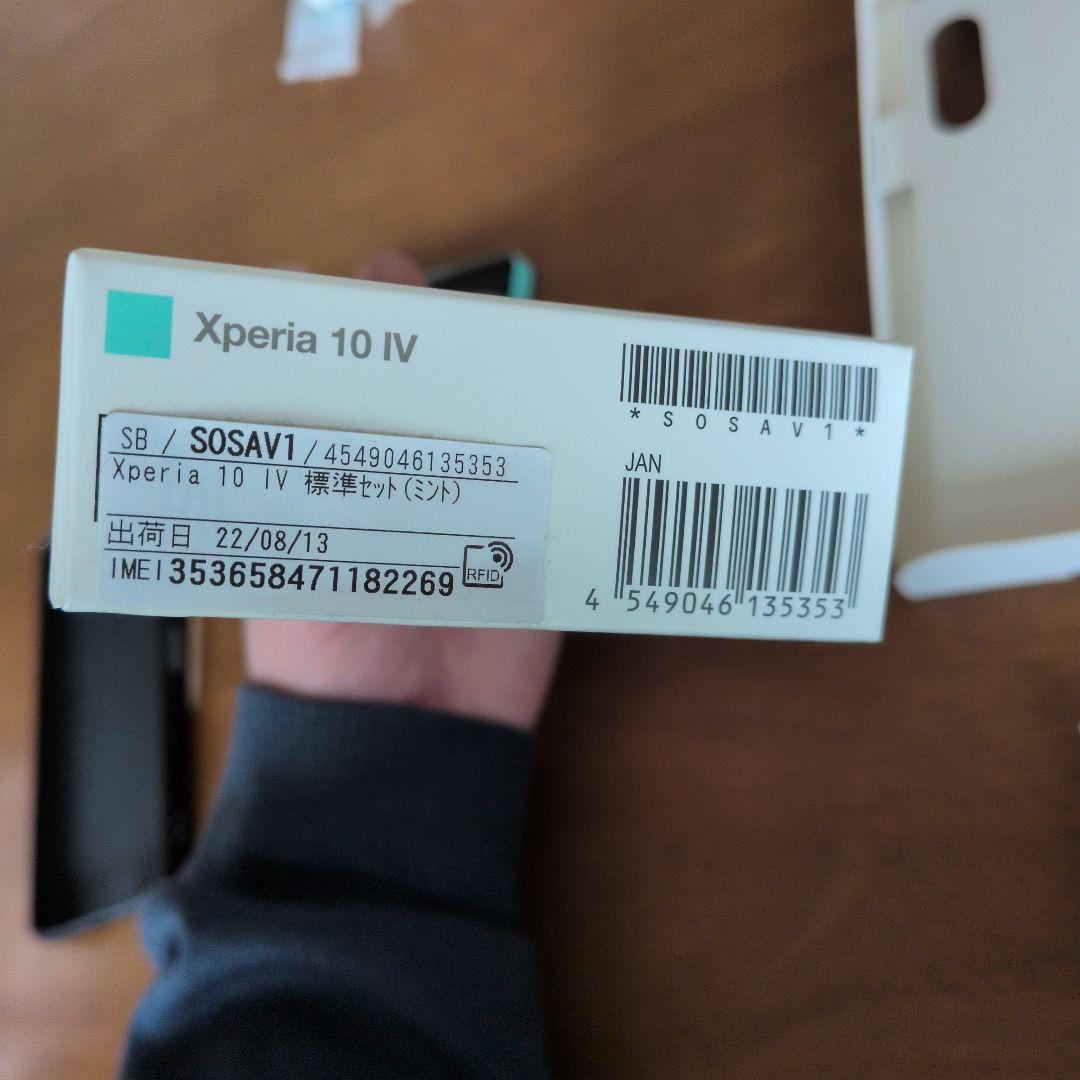 Xperia 10 IV
*SOSAV1*
SB / SOSAV1 / 4549046135353
Xperia 10 IV 標準ｾｯﾄ(ﾐﾝﾄ)
出荷日 22/08/13
IMEI353658471182269
RFID
JAN
4 549046 135353